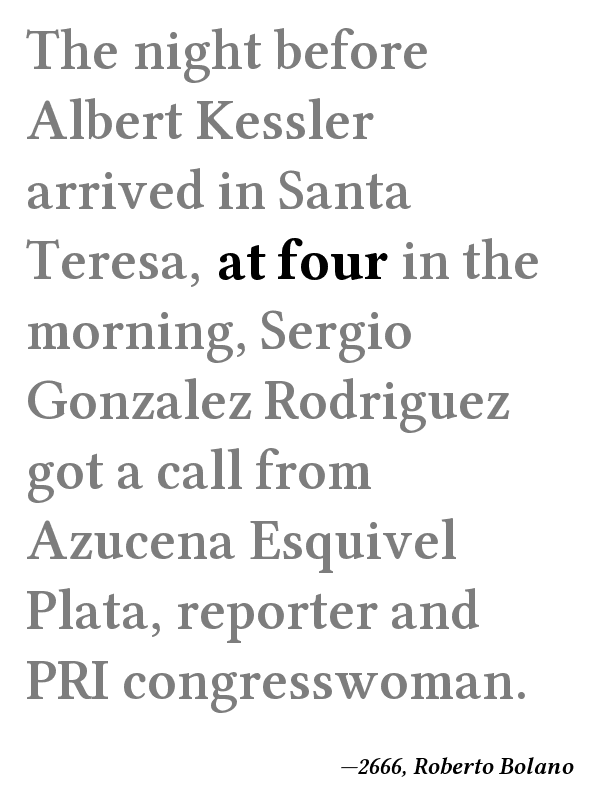 The night before
Albert Kessler
arrived in Santa
Teresa, at four in the
morning, Sergio
Gonzalez Rodriguez
got a call from
Azucena Esquivel
Plata, reporter and
PRI congresswoman.
—2666, Roberto Bolano